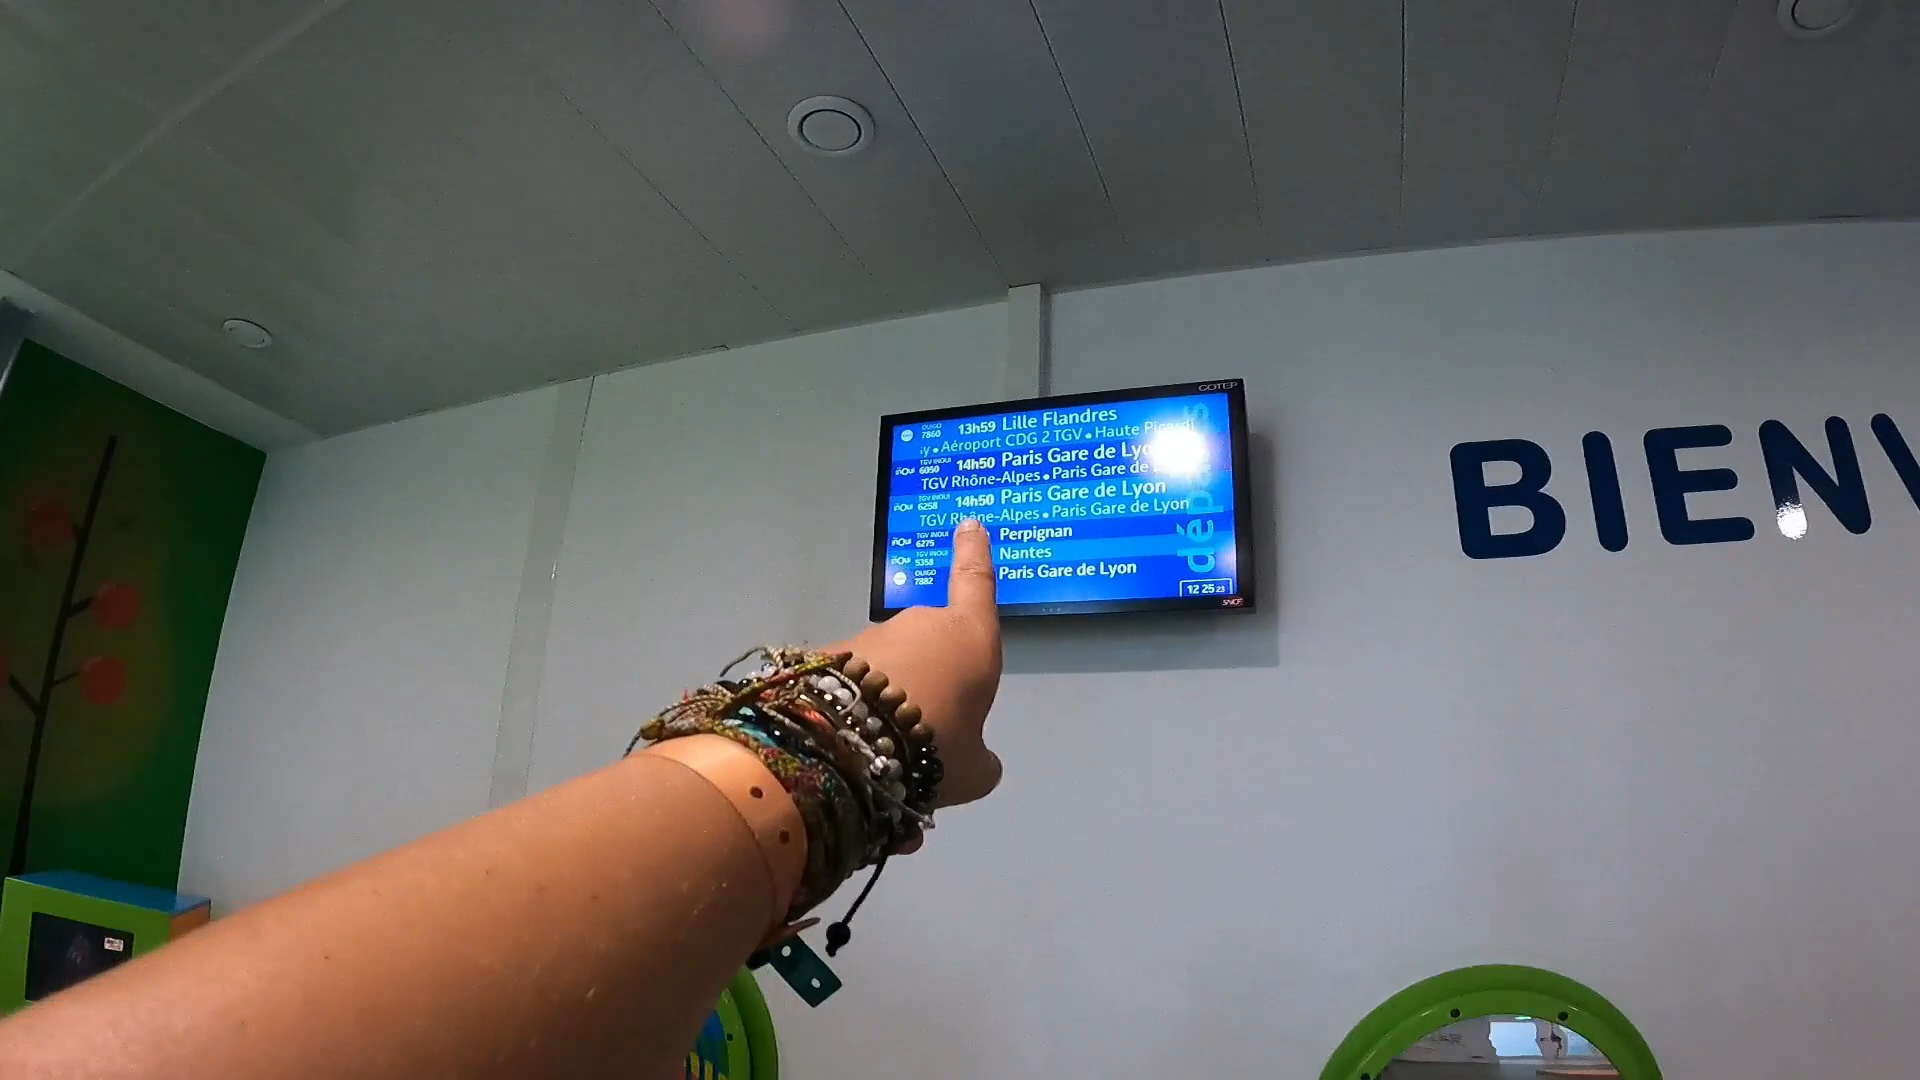 COTEP
OUIGO 7860 13h59 Lille Flandres
y • Aéroport CDG 2 TGV • Haute
TGV INOUI 6050 14h50 Paris Gare de Lyo
TGV Rhône-Alpes • Paris Gare de
TGV INOUI 6258 14h50 Paris Gare de Lyon
TGV Rhône-Alpes • Paris Gare de Lyon
TGV INOUI 6275 Perpignan
TGV INOUI 5358 Nantes
OUIGO 7882 Paris Gare de Lyon
12 25 23
SNCF
BIENV